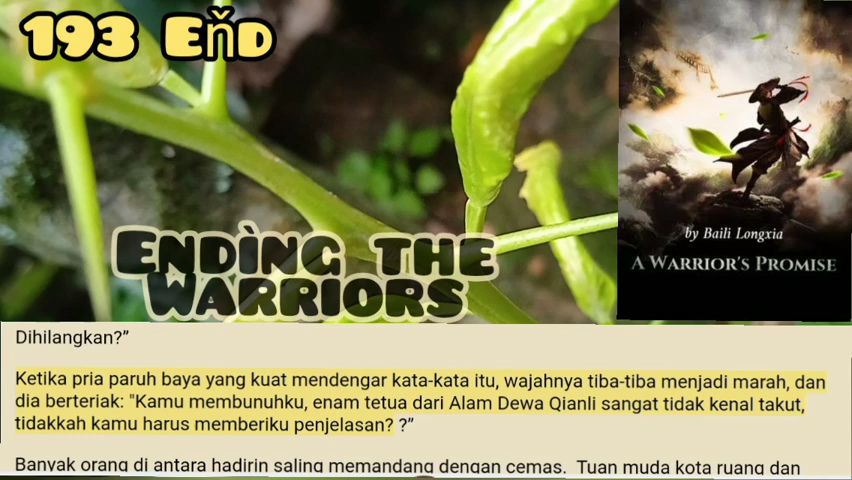 193 Eňd
Endìng the
Warriors
by Baili Longxia
A Warrior's Promise
Dihilangkan?”
Ketika pria paruh baya yang kuat mendengar kata-kata itu, wajahnya tiba-tiba menjadi marah, dan
dia berteriak: "Kamu membunuhku, enam tetua dari Alam Dewa Qianli sangat tidak kenal takut,
tidakkah kamu harus memberiku penjelasan? ?”
Banyak orang di antara hadirin saling memandang dengan cemas. Tuan muda kota ruang dan